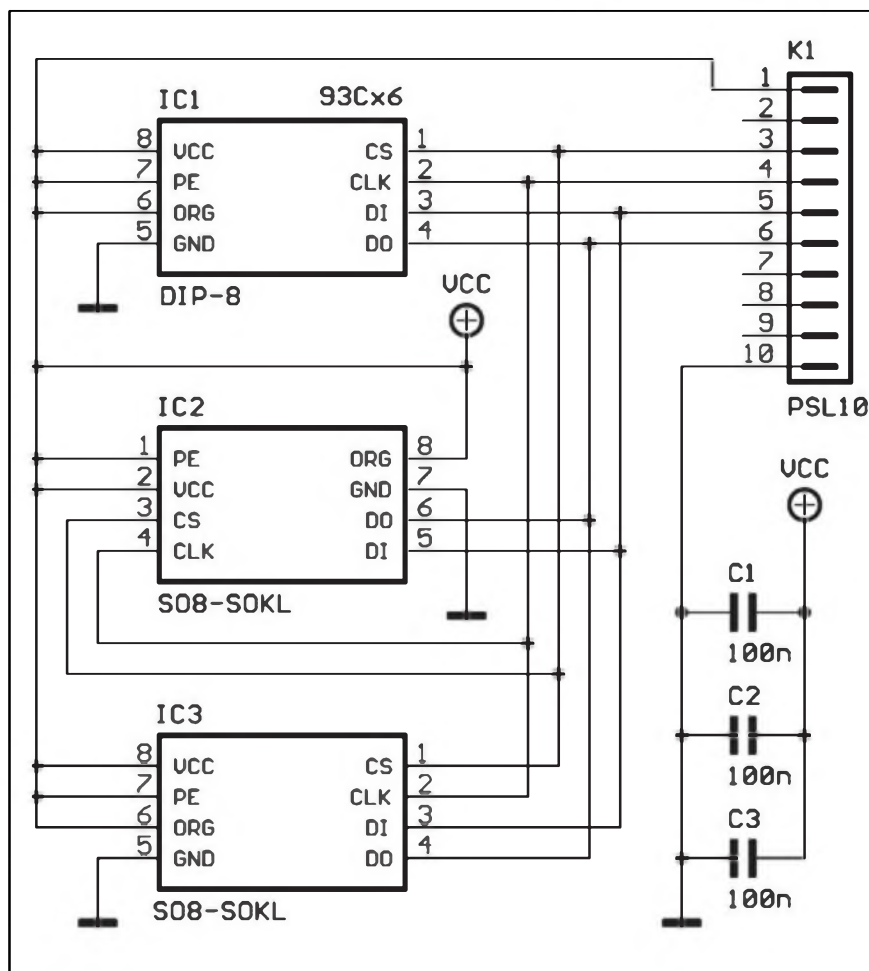 K1
1
2
3
4
5
6
7
8
9
10
PSL10
IC1
93Cx6
8 VCC CS 1
7 PE CLK 2
6 ORG DI 3
5 GND DO 4
DIP-8
VCC
IC2
1 PE ORG 8
2 VCC GND 7
3 CS DO 6
4 CLK DI 5
SO8-SOKL
IC3
8 VCC CS 1
7 PE CLK 2
6 ORG DI 3
5 GND DO 4
SO8-SOKL
VCC
C1
100n
C2
100n
C3
100n